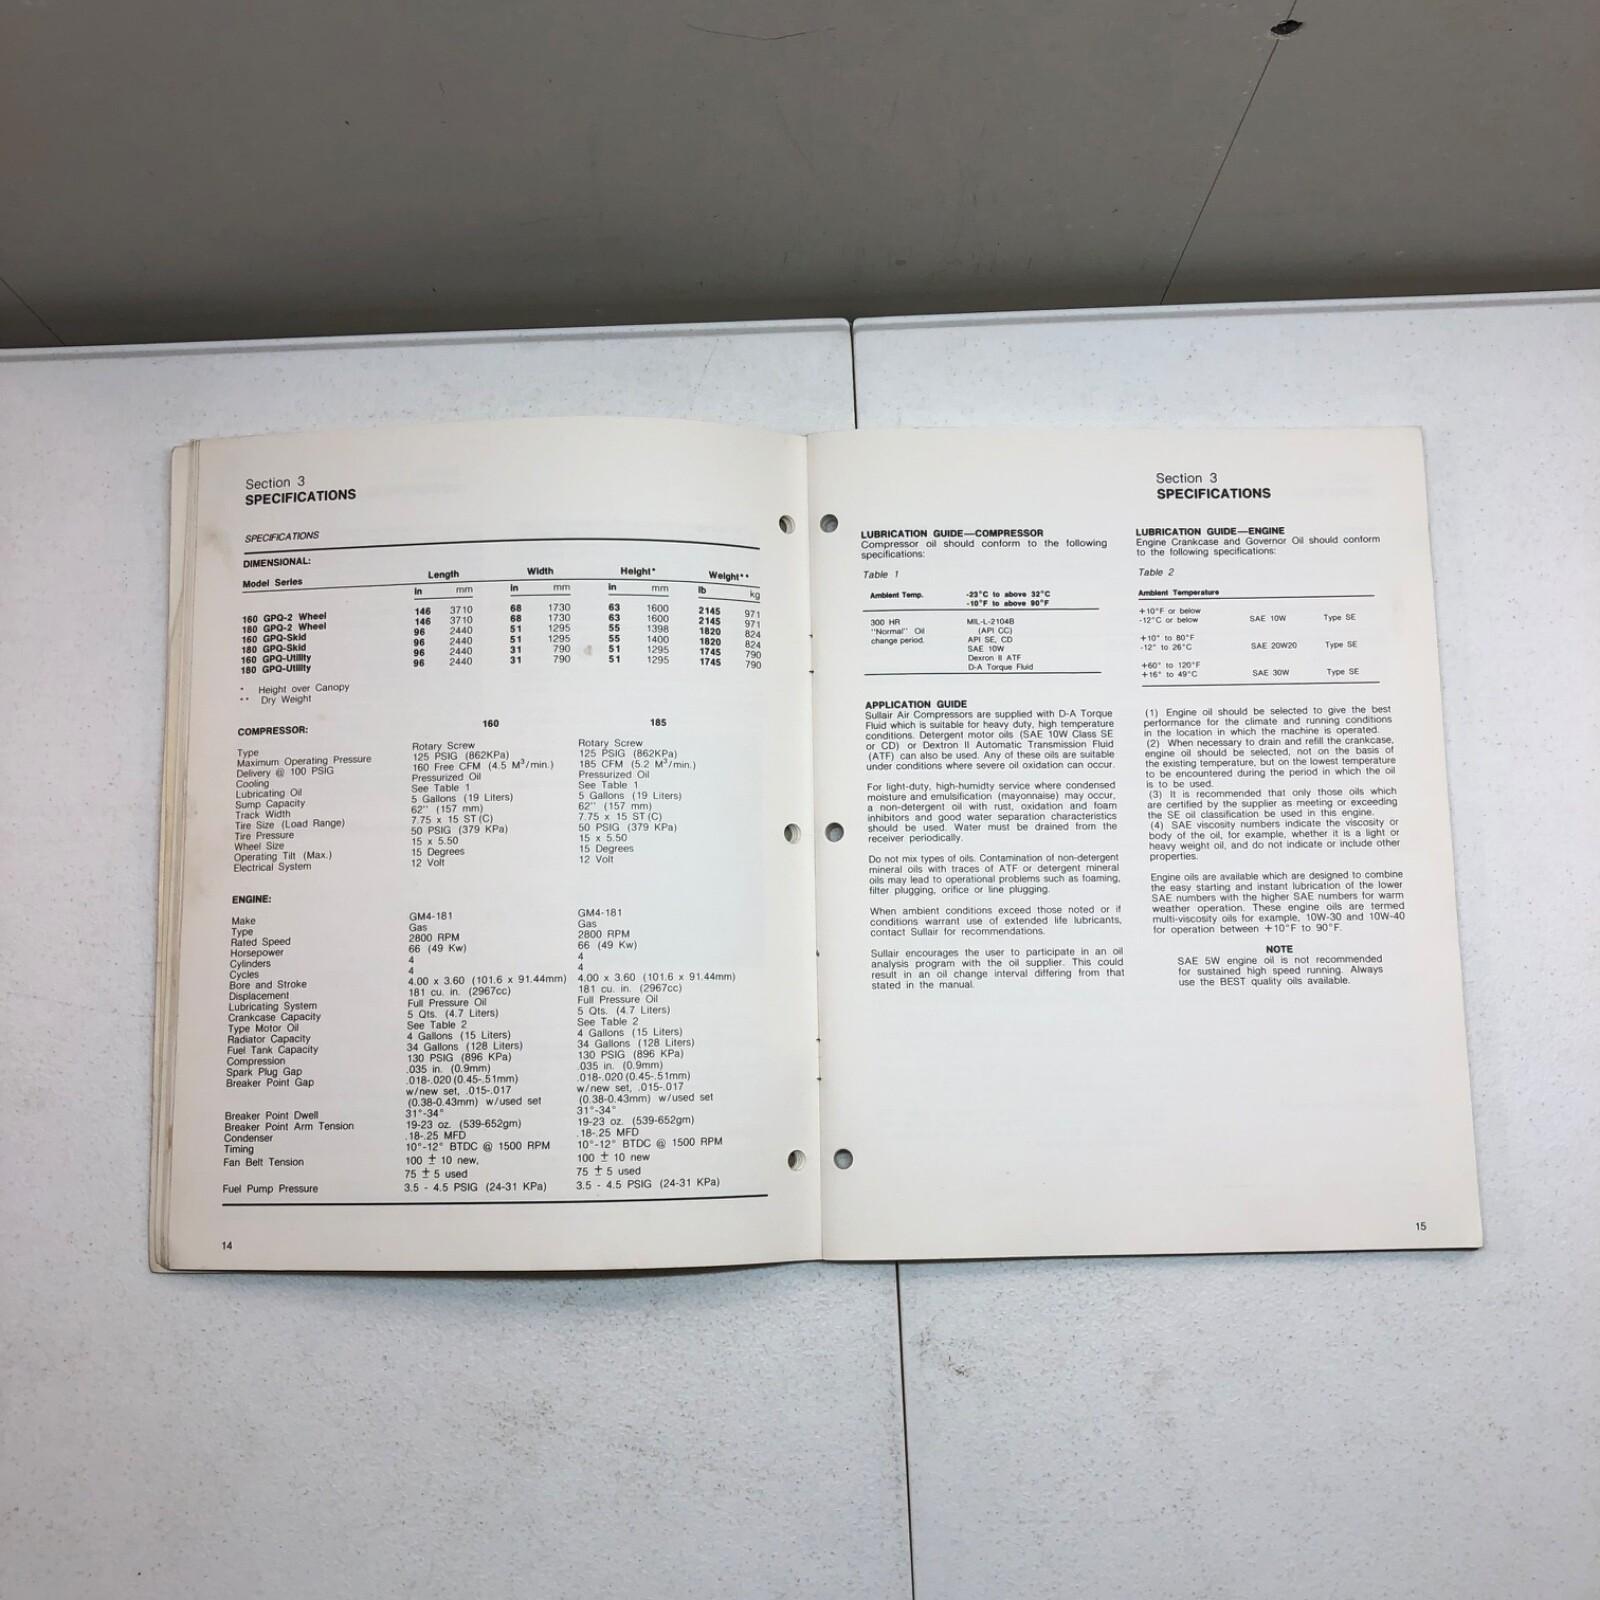 Section 3
SPECIFICATIONS
SPECIFICATIONS
DIMENSIONAL:
Model Series Length Width Height* Weight**
in mm in mm in mm lb kg
160 GPQ-2 Wheel 146 3710 68 1730 63 1600 2145 971
180 GPQ-2 Wheel 146 3710 68 1730 63 1600 2145 971
160 GPQ-Skid 96 2440 51 1295 55 1398 1820 824
180 GPQ-Skid 96 2440 51 1295 55 1400 1820 824
160 GPQ-Utility 96 2440 31 790 51 1295 1745 790
180 GPQ-Utility 96 2440 31 790 51 1295 1745 790
* Height over Canopy
** Dry Weight
COMPRESSOR: 160 185
Type Rotary Screw Rotary Screw
Maximum Operating Pressure 125 PSIG (862KPa) 125 PSIG (862KPa)
Delivery @ 100 PSIG 160 Free CFM (4.5 M³/min.) 185 CFM (5.2 M³/min.)
Cooling Pressurized Oil Pressurized Oil
Lubricating Oil See Table 1 See Table 1
Sump Capacity 5 Gallons (19 Liters) 5 Gallons (19 Liters)
Track Width 62" (157 mm) 62" (157 mm)
Tire Size (Load Range) 7.75 x 15 ST(C) 7.75 x 15 ST(C)
Tire Pressure 50 PSIG (379 KPa) 50 PSIG (379 KPa)
Wheel Size 15 x 5.50 15 x 5.50
Operating Tilt (Max.) 15 Degrees 15 Degrees
Electrical System 12 Volt 12 Volt
ENGINE:
Make GM4-181 GM4-181
Type Gas Gas
Rated Speed 2800 RPM 2800 RPM
Horsepower 66 (49 Kw) 66 (49 Kw)
Cylinders 4 4
Cycles 4 4
Bore and Stroke 4.00 x 3.60 (101.6 x 91.44mm) 4.00 x 3.60 (101.6 x 91.44mm)
Displacement 181 cu. in. (2967cc) 181 cu. in. (2967cc)
Lubricating System Full Pressure Oil Full Pressure Oil
Crankcase Capacity 5 Qts. (4.7 Liters) 5 Qts. (4.7 Liters)
Type Motor Oil See Table 2 See Table 2
Radiator Capacity 4 Gallons (15 Liters) 4 Gallons (15 Liters)
Fuel Tank Capacity 34 Gallons (128 Liters) 34 Gallons (128 Liters)
Compression 130 PSIG (896 KPa) 130 PSIG (896 KPa)
Spark Plug Gap .035 in. (0.9mm) .035 in. (0.9mm)
Breaker Point Gap .018-.020 (0.45-.51mm) .018-.020 (0.45-.51mm)
w/new set, .015-.017 w/new set, .015-.017
(0.38-0.43mm) w/used set (0.38-0.43mm) w/used set
Breaker Point Dwell 31°-34° 31°-34°
Breaker Point Arm Tension 19-23 oz. (539-652gm) 19-23 oz. (539-652gm)
Condenser .18-.25 MFD .18-.25 MFD
Timing 10°-12° BTDC @ 1500 RPM 10°-12° BTDC @ 1500 RPM
Fan Belt Tension 100 ± 10 new, 100 ± 10 new
75 ± 5 used 75 ± 5 used
Fuel Pump Pressure 3.5 - 4.5 PSIG (24-31 KPa) 3.5 - 4.5 PSIG (24-31 KPa)
14
Section 3
SPECIFICATIONS
LUBRICATION GUIDE—COMPRESSOR
Compressor oil should conform to the following
specifications:
Table 1
Ambient Temp. -23°C to above 32°C
-10°F to above 90°F
300 HR MIL-L-2104B
"Normal" Oil (API CC)
change period. API SE, CD
SAE 10W
Dexron II ATF
D-A Torque Fluid
APPLICATION GUIDE
Sullair Air Compressors are supplied with D-A Torque
Fluid which is suitable for heavy duty, high temperature
conditions. Detergent motor oils (SAE 10W Class SE
or CD) or Dextron II Automatic Transmission Fluid
(ATF) can also be used. Any of these oils are suitable
under conditions where severe oil oxidation can occur.
For light-duty, high-humidty service where condensed
moisture and emulsification (mayonnaise) may occur,
a non-detergent oil with rust, oxidation and foam
inhibitors and good water separation characteristics
should be used. Water must be drained from the
receiver periodically.
Do not mix types of oils. Contamination of non-detergent
mineral oils with traces of ATF or detergent mineral
oils may lead to operational problems such as foaming,
filter plugging, orifice or line plugging.
When ambient conditions exceed those noted or if
conditions warrant use of extended life lubricants,
contact Sullair for recommendations.
Sullair encourages the user to participate in an oil
analysis program with the oil supplier. This could
result in an oil change interval differing from that
stated in the manual.
LUBRICATION GUIDE—ENGINE
Engine Crankcase and Governor Oil should conform
to the following specifications:
Table 2
Ambient Temperature
+10°F or below
-12°C or below SAE 10W Type SE
+10° to 80°F
-12° to 26°C SAE 20W20 Type SE
+60° to 120°F
+16° to 49°C SAE 30W Type SE
(1) Engine oil should be selected to give the best
performance for the climate and running conditions
in the location in which the machine is operated.
(2) When necessary to drain and refill the crankcase,
engine oil should be selected, not on the basis of
the existing temperature, but on the lowest temperature
to be encountered during the period in which the oil
is to be used.
(3) It is recommended that only those oils which
are certified by the supplier as meeting or exceeding
the SE oil classification be used in this engine.
(4) SAE viscosity numbers indicate the viscosity or
body of the oil, for example, whether it is a light or
heavy weight oil, and do not indicate or include other
properties.
Engine oils are available which are designed to combine
the easy starting and instant lubrication of the lower
SAE numbers with the higher SAE numbers for warm
weather operation. These engine oils are termed
multi-viscosity oils for example, 10W-30 and 10W-40
for operation between +10°F to 90°F.
NOTE
SAE 5W engine oil is not recommended
for sustained high speed running. Always
use the BEST quality oils available.
15